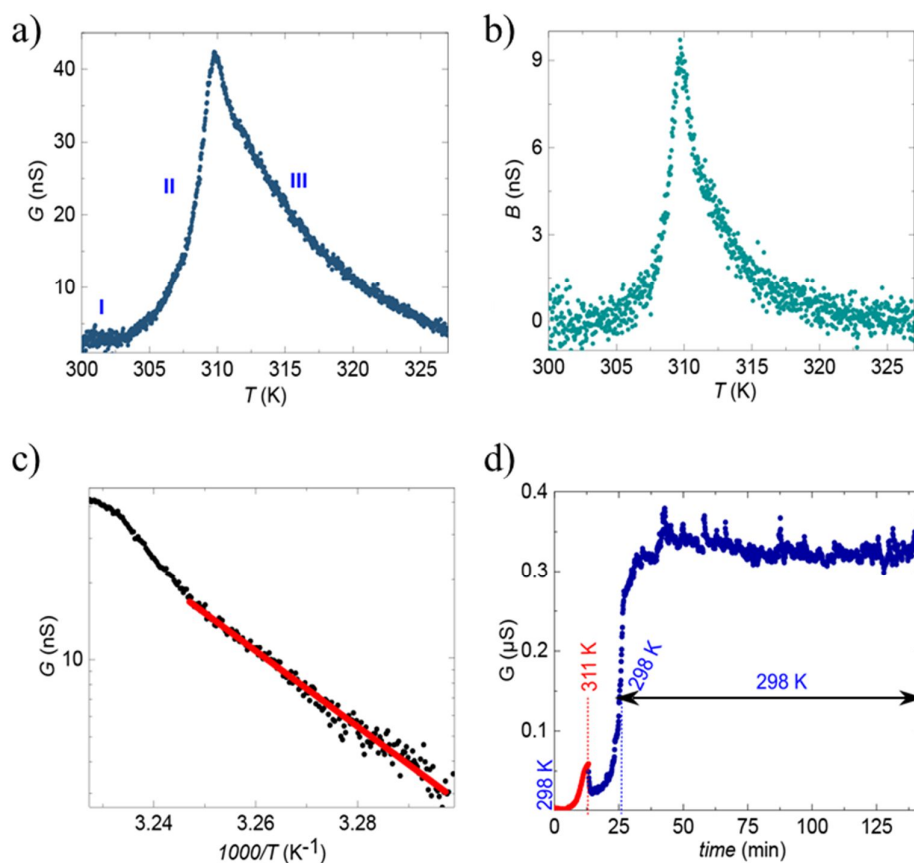 a)
G (nS)
40
30
20
10
I
II
III
300 305 310 315 320 325
T (K)
b)
B (nS)
9
6
3
0
300 305 310 315 320 325
T (K)
c)
G (nS)
10
3.24 3.26 3.28
1000/T (K⁻¹)
d)
G (µS)
0.4
0.3
0.2
0.1
298 K
311 K
298 K
298 K
0 25 50 75 100 125
time (min)